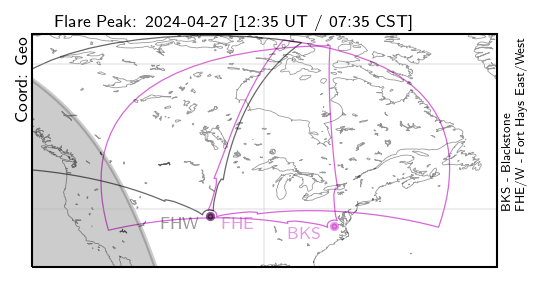 Flare Peak: 2024-04-27 [12:35 UT / 07:35 CST]
Coord: Geo
FHW
FHE
BKS
BKS - Blackstone
FHE/W - Fort Hays East/West